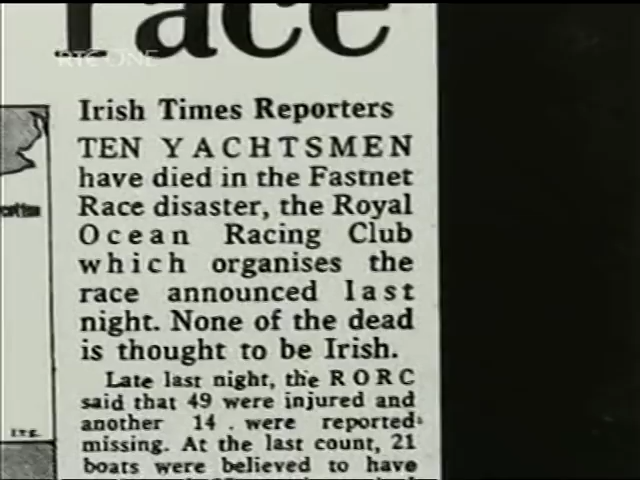 race
RTÉ ONE
Irish Times Reporters
TEN YACHTSMEN
have died in the Fastnet
Race disaster, the Royal
Ocean Racing Club
which organises the
race announced last
night. None of the dead
is thought to be Irish.
Late last night, the RORC
said that 49 were injured and
another 14 . were reported
missing. At the last count, 21
boats were believed to have